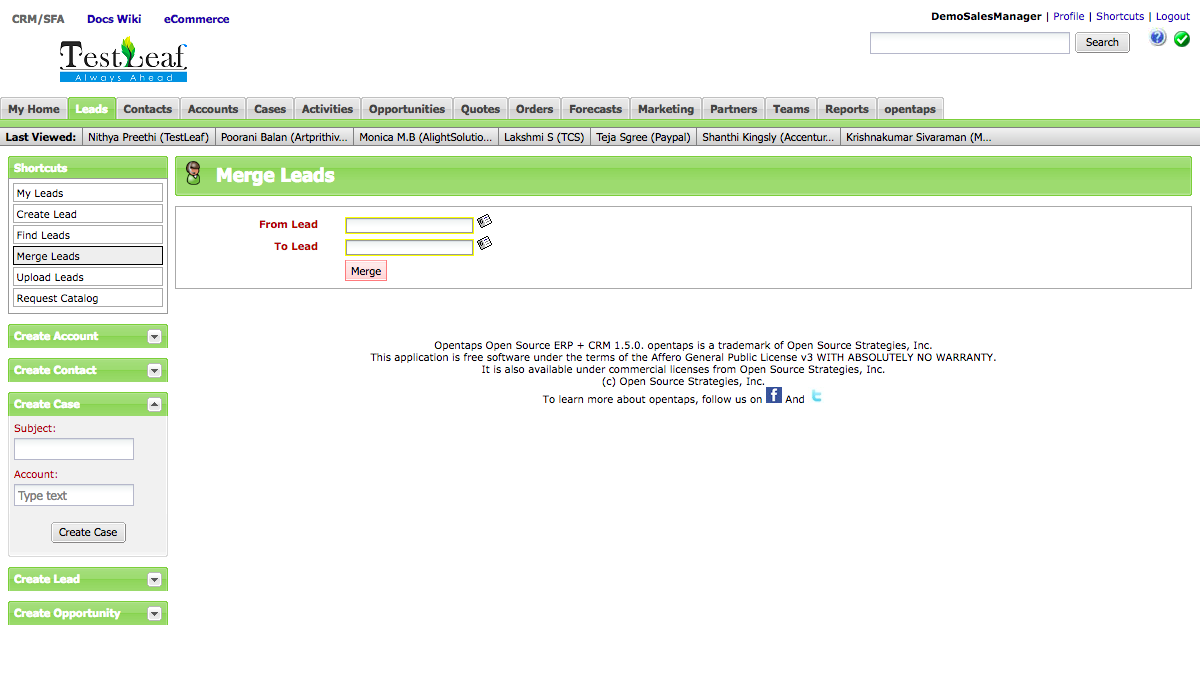 CRM/SFA Docs Wiki eCommerce
DemoSalesManager | Profile | Shortcuts | Logout
TestLeaf
Always Ahead
Search
?
My Home Leads Contacts Accounts Cases Activities Opportunities Quotes Orders Forecasts Marketing Partners Teams Reports opentaps
Last Viewed: Nithya Preethi (TestLeaf) Poorani Balan (Artprithiv... Monica M.B (AlightSolutio... Lakshmi S (TCS) Teja Sgree (Paypal) Shanthi Kingsly (Accentur... Krishnakumar Sivaraman (M...
Shortcuts
My Leads
Create Lead
Find Leads
Merge Leads
Upload Leads
Request Catalog
Create Account
Create Contact
Create Case
Subject:
Account:
Type text
Create Case
Create Lead
Create Opportunity
Merge Leads
From Lead
To Lead
Merge
Opentaps Open Source ERP + CRM 1.5.0. opentaps is a trademark of Open Source Strategies, Inc.
This application is free software under the terms of the Affero General Public License v3 WITH ABSOLUTELY NO WARRANTY.
It is also available under commercial licenses from Open Source Strategies, Inc.
(c) Open Source Strategies, Inc.
To learn more about opentaps, follow us on f And t